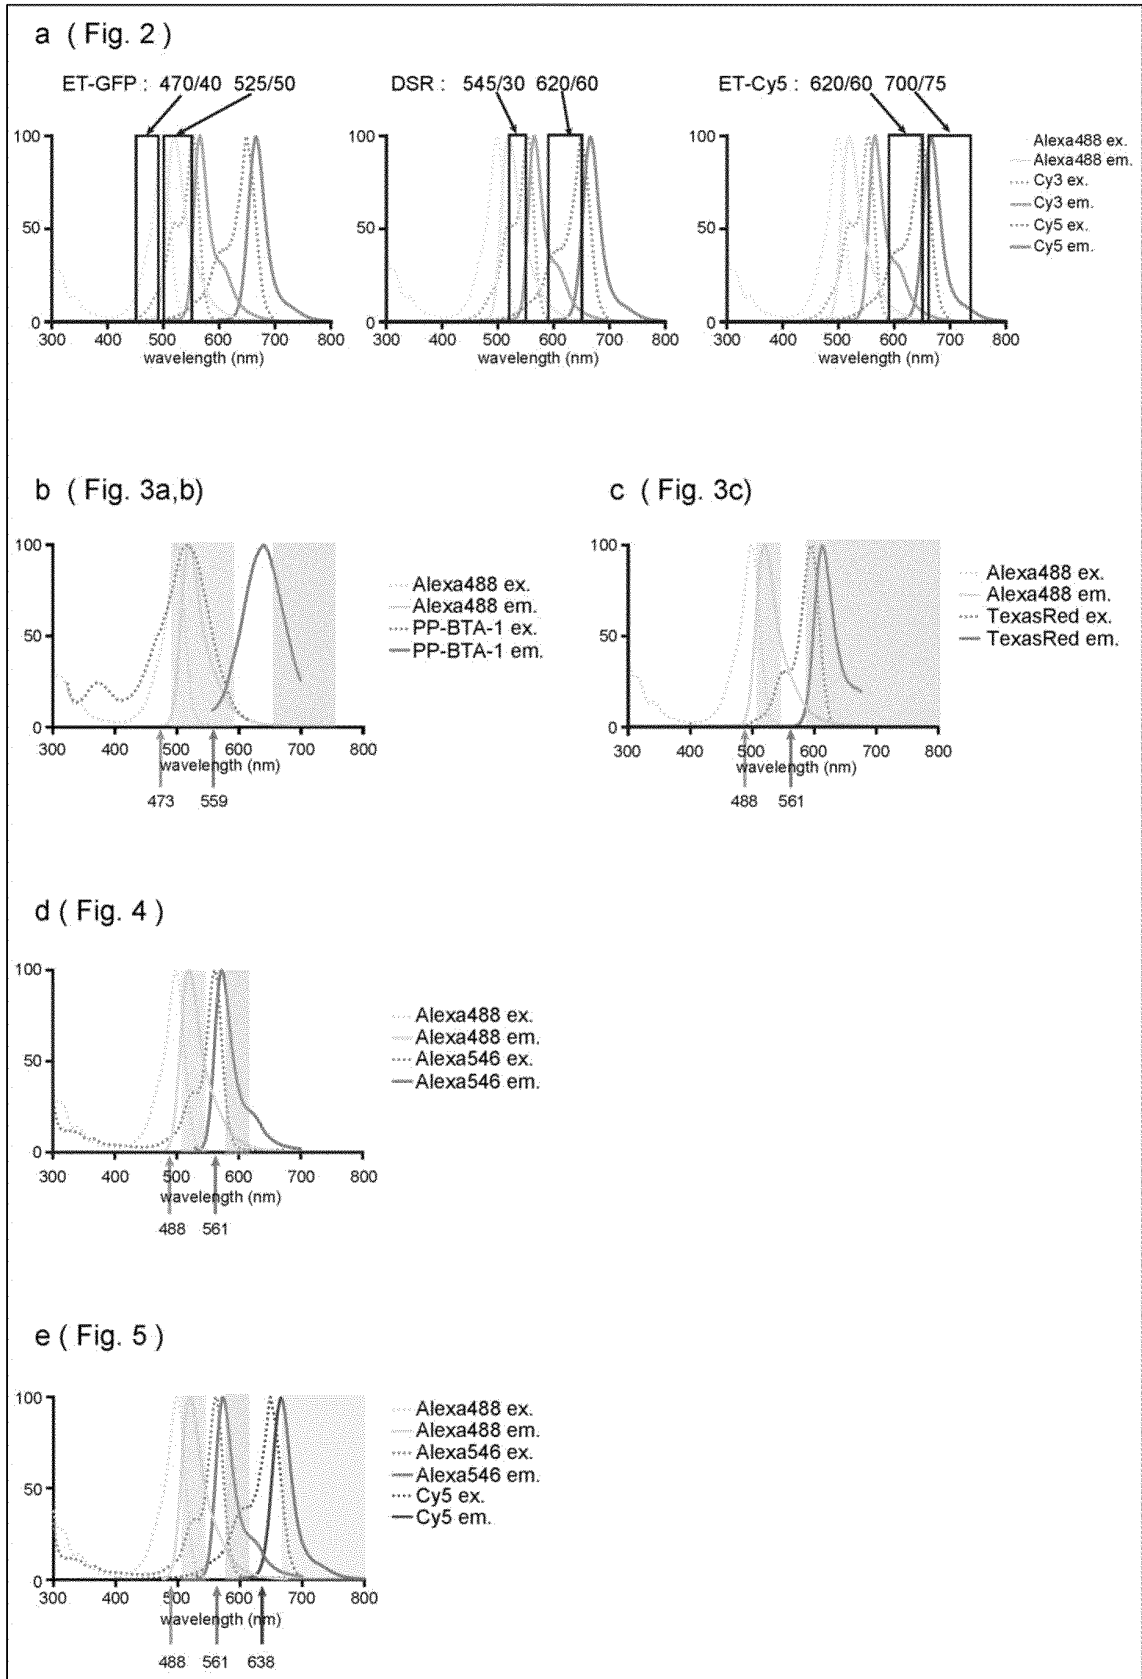 a ( Fig. 2 )
ET-GFP : 470/40 525/50
DSR : 545/30 620/60
ET-Cy5 : 620/60 700/75
100
50
0
300 400 500 600 700 800
wavelength (nm)
100
50
0
300 400 500 600 700 800
wavelength (nm)
100
50
0
300 400 500 600 700 800
wavelength (nm)
Alexa488 ex.
Alexa488 em.
Cy3 ex.
Cy3 em.
Cy5 ex.
Cy5 em.
b ( Fig. 3a,b)
100
50
0
300 400 500 600 700 800
wavelength (nm)
473 559
Alexa488 ex.
Alexa488 em.
PP-BTA-1 ex.
PP-BTA-1 em.
c ( Fig. 3c)
100
50
0
300 400 500 600 700 800
wavelength (nm)
488 561
Alexa488 ex.
Alexa488 em.
TexasRed ex.
TexasRed em.
d ( Fig. 4 )
100
50
0
300 400 500 600 700 800
wavelength (nm)
488 561
Alexa488 ex.
Alexa488 em.
Alexa546 ex.
Alexa546 em.
e ( Fig. 5 )
100
50
0
300 400 500 600 700 800
wavelength (nm)
488 561 638
Alexa488 ex.
Alexa488 em.
Alexa546 ex.
Alexa546 em.
Cy5 ex.
Cy5 em.